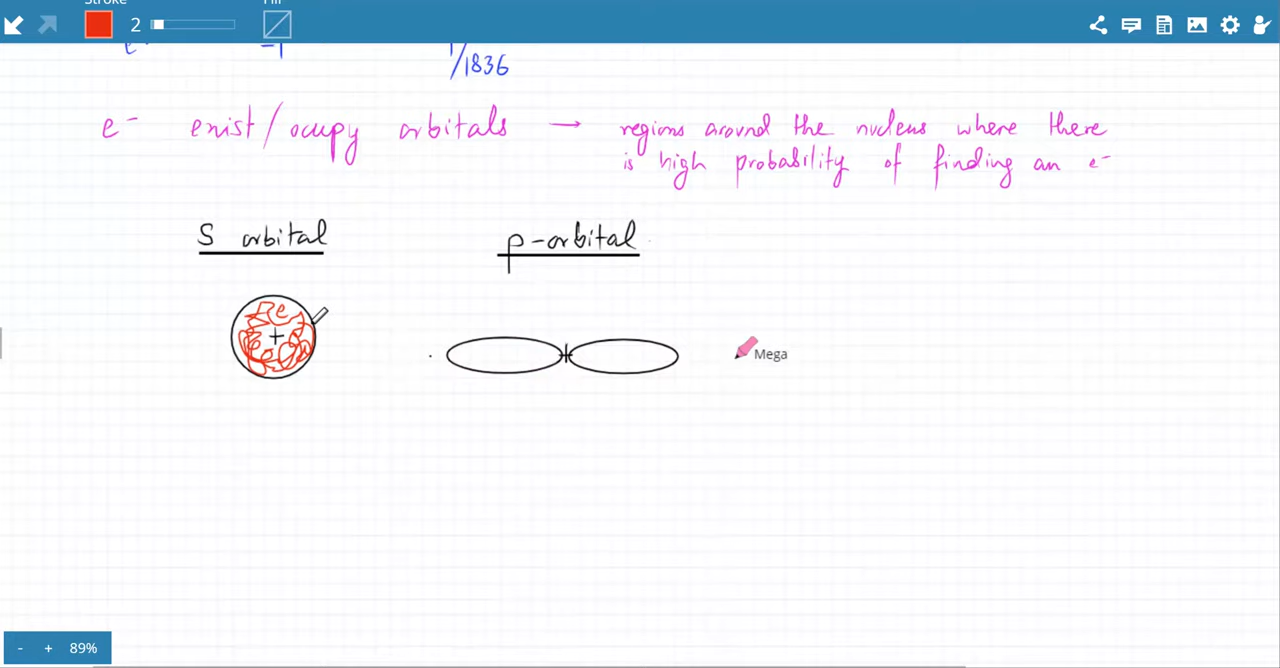 Stroke
Fill
2
e⁻ -1 1/1836
e⁻ exist/ocupy orbitals → regions around the nucleus where there
is high probability of finding an e⁻
S orbital
p-orbital
+
+
Mega
- + 89%